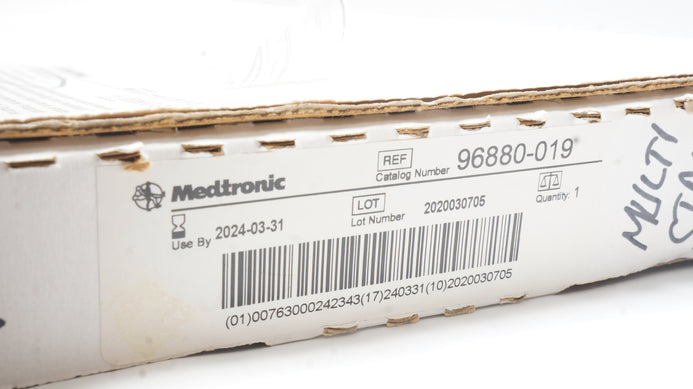 Medtronic
REF
Catalog Number 96880-019
Use By 2024-03-31
LOT
Lot Number 2020030705
Quantity: 1
(01)00763000242343(17)240331(10)2020030705
MULTI